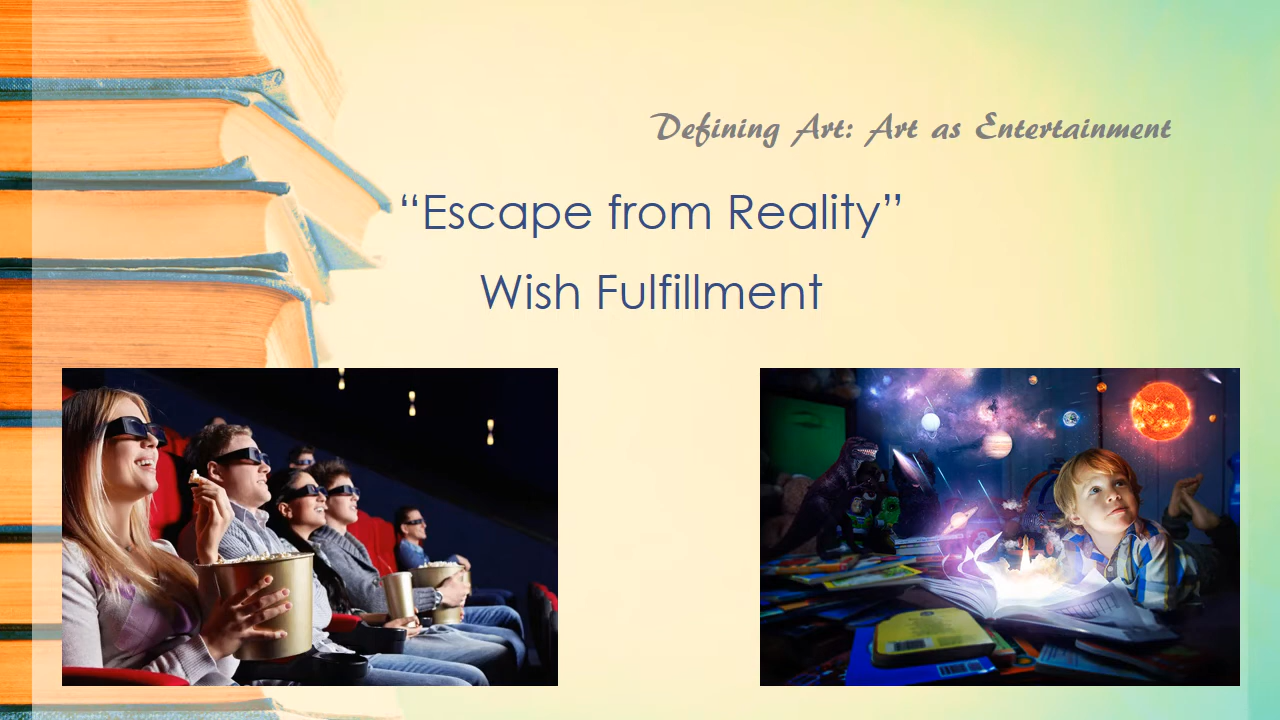 Defining Art: Art as Entertainment
“Escape from Reality”
Wish Fulfillment